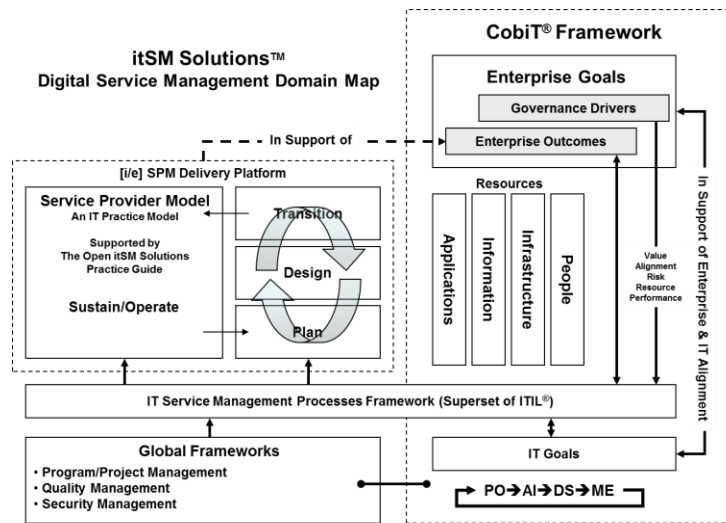 itSM Solutions™
Digital Service Management Domain Map
CobiT® Framework
Enterprise Goals
Governance Drivers
Enterprise Outcomes
In Support of
[i/e] SPM Delivery Platform
Service Provider Model
An IT Practice Model
Supported by
The Open itSM Solutions
Practice Guide
Sustain/Operate
Transition
Design
Plan
Resources
Applications
Information
Infrastructure
People
Value
Alignment
Risk
Resource
Performance
In Support of Enterprise & IT Alignment
IT Service Management Processes Framework (Superset of ITIL®)
Global Frameworks
• Program/Project Management
• Quality Management
• Security Management
IT Goals
PO➔AI➔DS➔ME